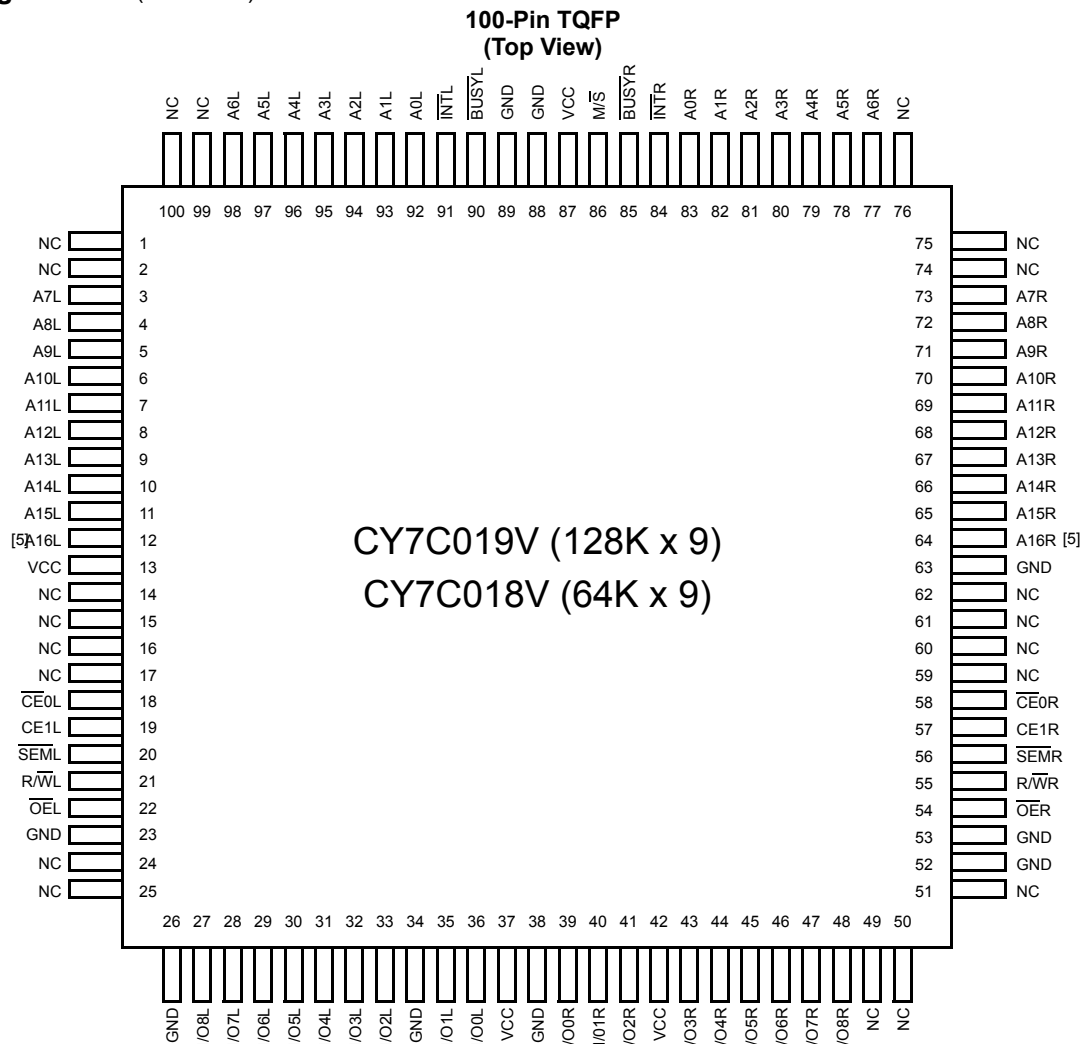 100-Pin TQFP
(Top View)
NC NC A6L A5L A4L A3L A2L A1L A0L INTL BUSYL GND GND VCC M/S BUSYR INTR A0R A1R A2R A3R A4R A5R A6R NC
100 99 98 97 96 95 94 93 92 91 90 89 88 87 86 85 84 83 82 81 80 79 78 77 76
NC 1 75 NC
NC 2 74 NC
A7L 3 73 A7R
A8L 4 72 A8R
A9L 5 71 A9R
A10L 6 70 A10R
A11L 7 69 A11R
A12L 8 68 A12R
A13L 9 67 A13R
A14L 10 66 A14R
A15L 11 65 A15R
[5]A16L 12 64 A16R [5]
VCC 13 63 GND
NC 14 62 NC
NC 15 61 NC
NC 16 60 NC
NC 17 59 NC
CE0L 18 58 CE0R
CE1L 19 57 CE1R
SEML 20 56 SEMR
R/WL 21 55 R/WR
OEL 22 54 OER
GND 23 53 GND
NC 24 52 GND
NC 25 51 NC
CY7C019V (128K x 9)
CY7C018V (64K x 9)
26 27 28 29 30 31 32 33 34 35 36 37 38 39 40 41 42 43 44 45 46 47 48 49 50
GND /O8L /O7L /O6L /O5L /O4L /O3L /O2L GND /O1L /O0L VCC GND /O0R I/01R /O2R VCC /O3R /O4R /O5R /O6R /O7R /O8R NC NC